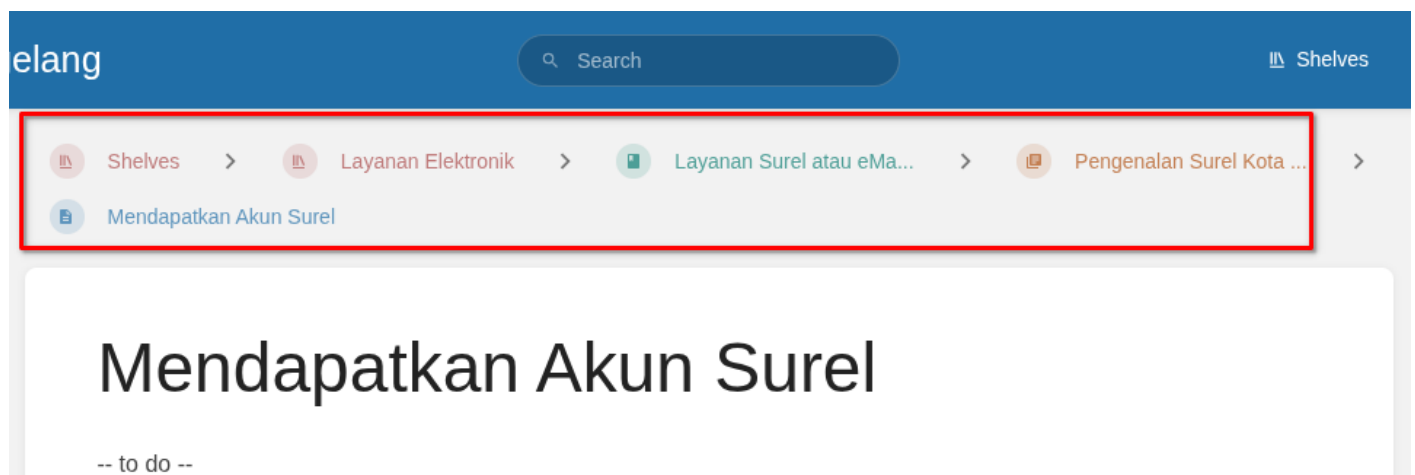 elang
Search
Shelves
Shelves > Layanan Elektronik > Layanan Surel atau eMa... > Pengenalan Surel Kota ... >
Mendapatkan Akun Surel
Mendapatkan Akun Surel
-- to do --